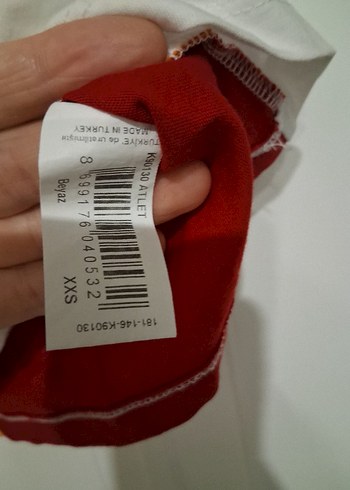 TÜRKİYE' de üretilmiştir
MADE IN TURKEY
K90130 ATLET
8 699176 040532
Beyaz
XXS
181-146-K90130